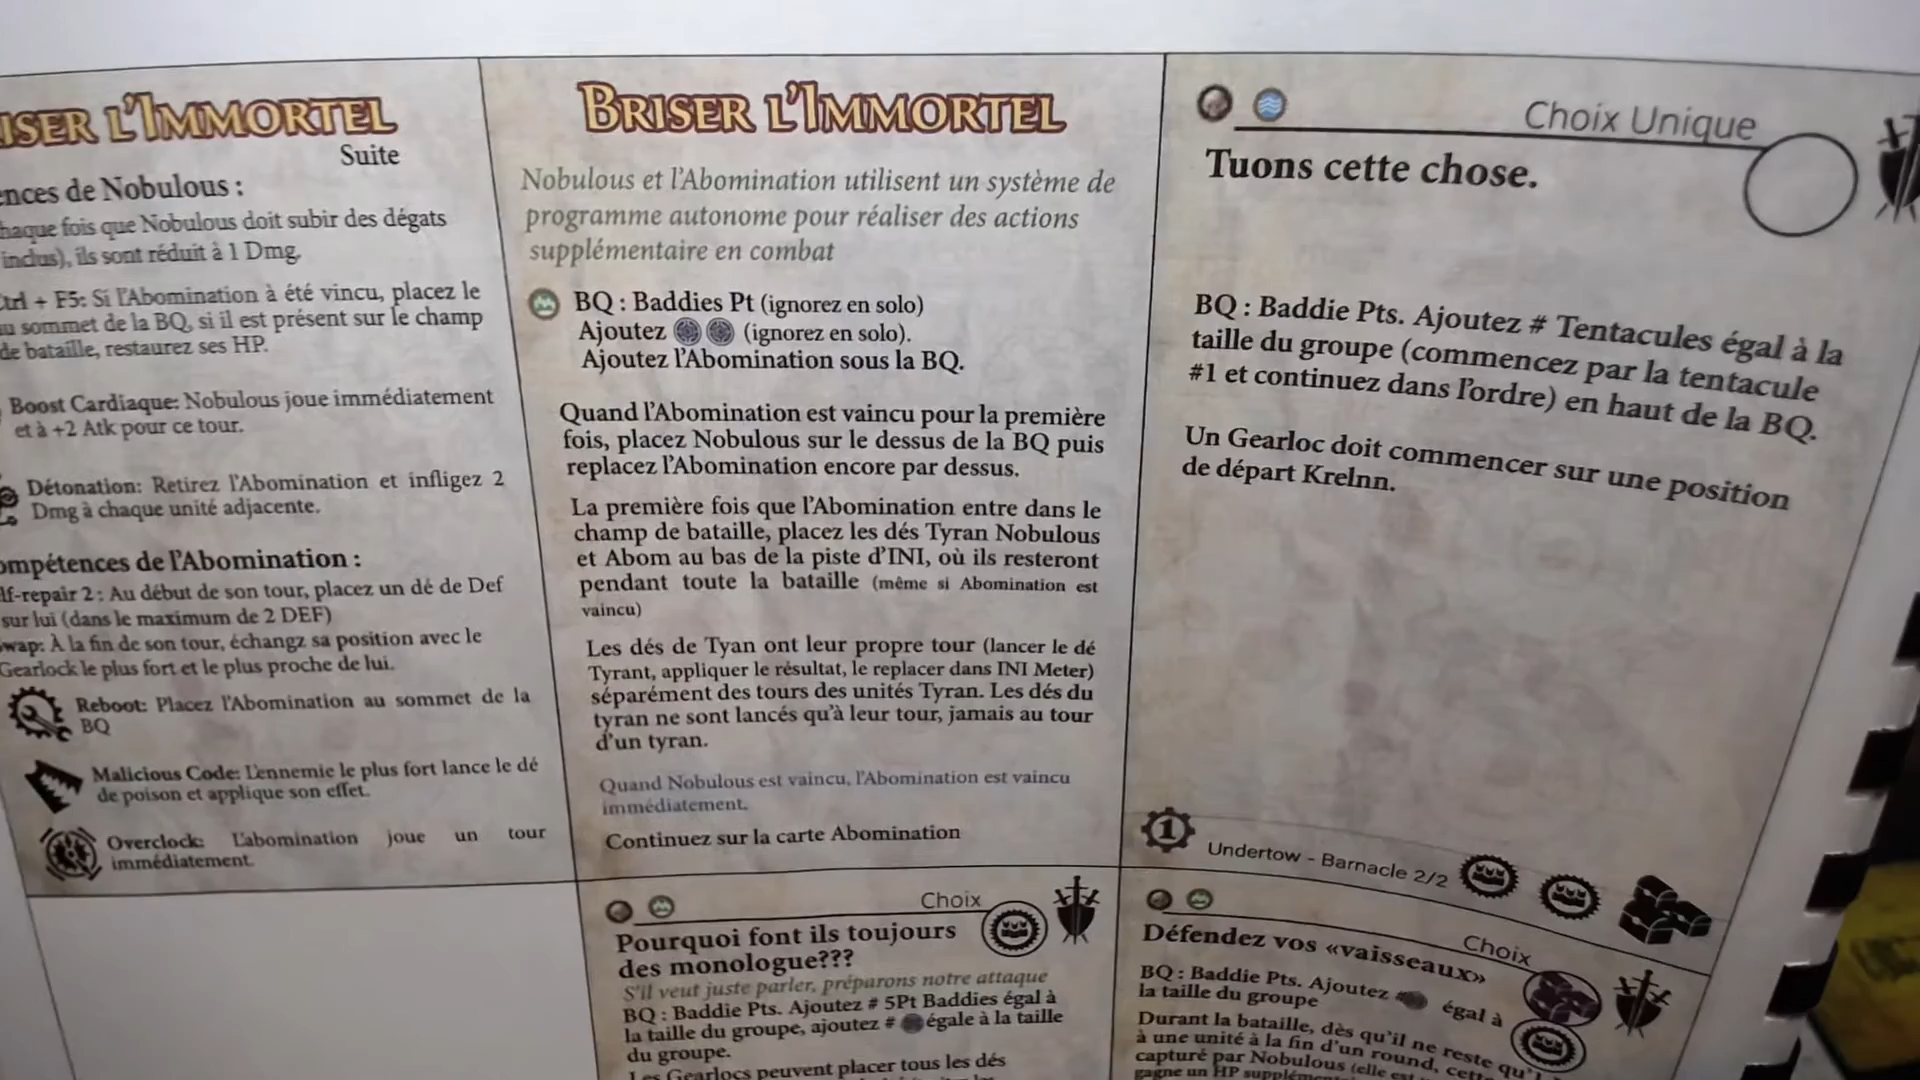 ISER L'IMMORTEL
Suite
ences de Nobulous :
haque fois que Nobulous doit subir des dégats
inclus), ils sont réduit à 1 Dmg.
trl + F5: Si l'Abomination à été vincu, placez le
au sommet de la BQ, si il est présent sur le champ
de bataille, restaurez ses HP.
Boost Cardiaque: Nobulous joue immédiatement
et à +2 Atk pour ce tour.
Détonation: Retirez l'Abomination et infligez 2
Dmg à chaque unité adjacente.
ompétences de l'Abomination :
lf-repair 2 : Au début de son tour, placez un dé de Def
sur lui (dans le maximum de 2 DEF)
wap: À la fin de son tour, échangz sa position avec le
Gearlock le plus fort et le plus proche de lui.
Reboot: Placez l'Abomination au sommet de la
BQ
Malicious Code: L'ennemie le plus fort lance le dé
de poison et applique son effet.
Overclock: L'abomination joue un tour
immédiatement.
BRISER L'IMMORTEL
Nobulous et l'Abomination utilisent un système de
programme autonome pour réaliser des actions
supplémentaire en combat
BQ : Baddies Pt (ignorez en solo)
Ajoutez (ignorez en solo).
Ajoutez l'Abomination sous la BQ.
Quand l'Abomination est vaincu pour la première
fois, placez Nobulous sur le dessus de la BQ puis
replacez l'Abomination encore par dessus.
La première fois que l'Abomination entre dans le
champ de bataille, placez les dés Tyran Nobulous
et Abom au bas de la piste d'INI, où ils resteront
pendant toute la bataille (même si Abomination est
vaincu)
Les dés de Tyan ont leur propre tour (lancer le dé
Tyrant, appliquer le résultat, le replacer dans INI Meter)
séparément des tours des unités Tyran. Les dés du
tyran ne sont lancés qu'à leur tour, jamais au tour
d'un tyran.
Quand Nobulous est vaincu, l'Abomination est vaincu
immédiatement.
Continuez sur la carte Abomination
Choix Unique
Tuons cette chose.
BQ : Baddie Pts. Ajoutez # Tentacules égal à la
taille du groupe (commencez par la tentacule
#1 et continuez dans l'ordre) en haut de la BQ.
Un Gearloc doit commencer sur une position
de départ Krelnn.
1
Undertow - Barnacle 2/2
Choix
Pourquoi font ils toujours
des monologue???
S'il veut juste parler, préparons notre attaque
BQ : Baddie Pts. Ajoutez # 5Pt Baddies égal à
la taille du groupe, ajoutez # égale à la taille
du groupe.
Les Gearlocs peuvent placer tous les dés
Choix
Défendez vos «vaisseaux»
BQ : Baddie Pts. Ajoutez # égal à
la taille du groupe
Durant la bataille, dès qu'il ne reste qu'1
à une unité à la fin d'un round, cette
capturé par Nobulous (elle est
gagne un HP